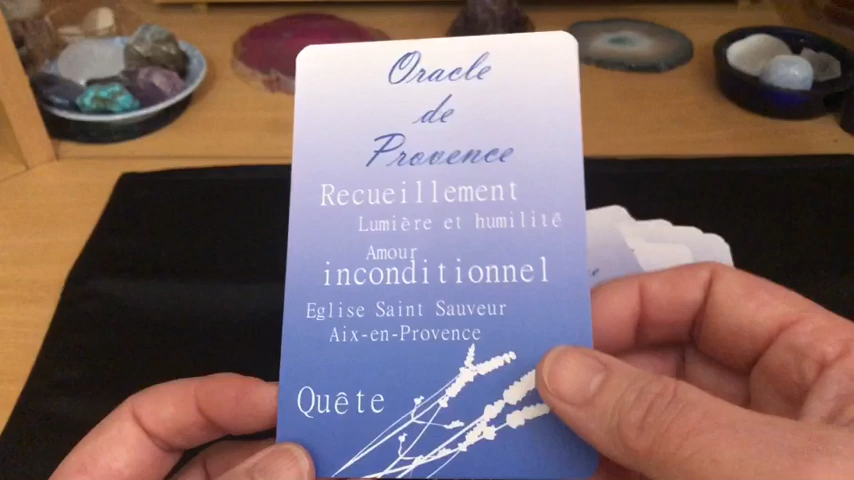 Oracle
de
Provence
Recueillement
Lumière et humilité
Amour
inconditionnel
Eglise Saint Sauveur
Aix-en-Provence
Quête